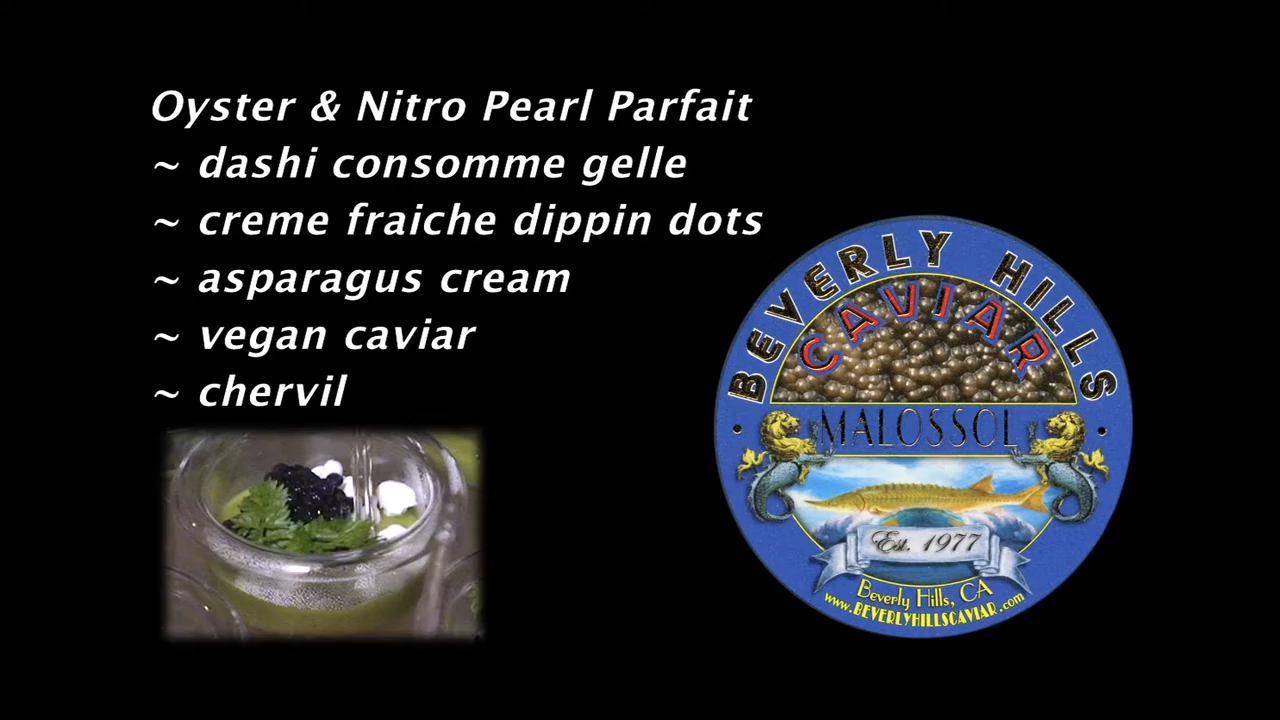 Oyster & Nitro Pearl Parfait
~ dashi consomme gelle
~ creme fraiche dippin dots
~ asparagus cream
~ vegan caviar
~ chervil
BEVERLY HILLS
CAVIAR
• MALOSSOL •
Est. 1977
Beverly Hills, CA
www.BEVERLYHILLSCAVIAR.com